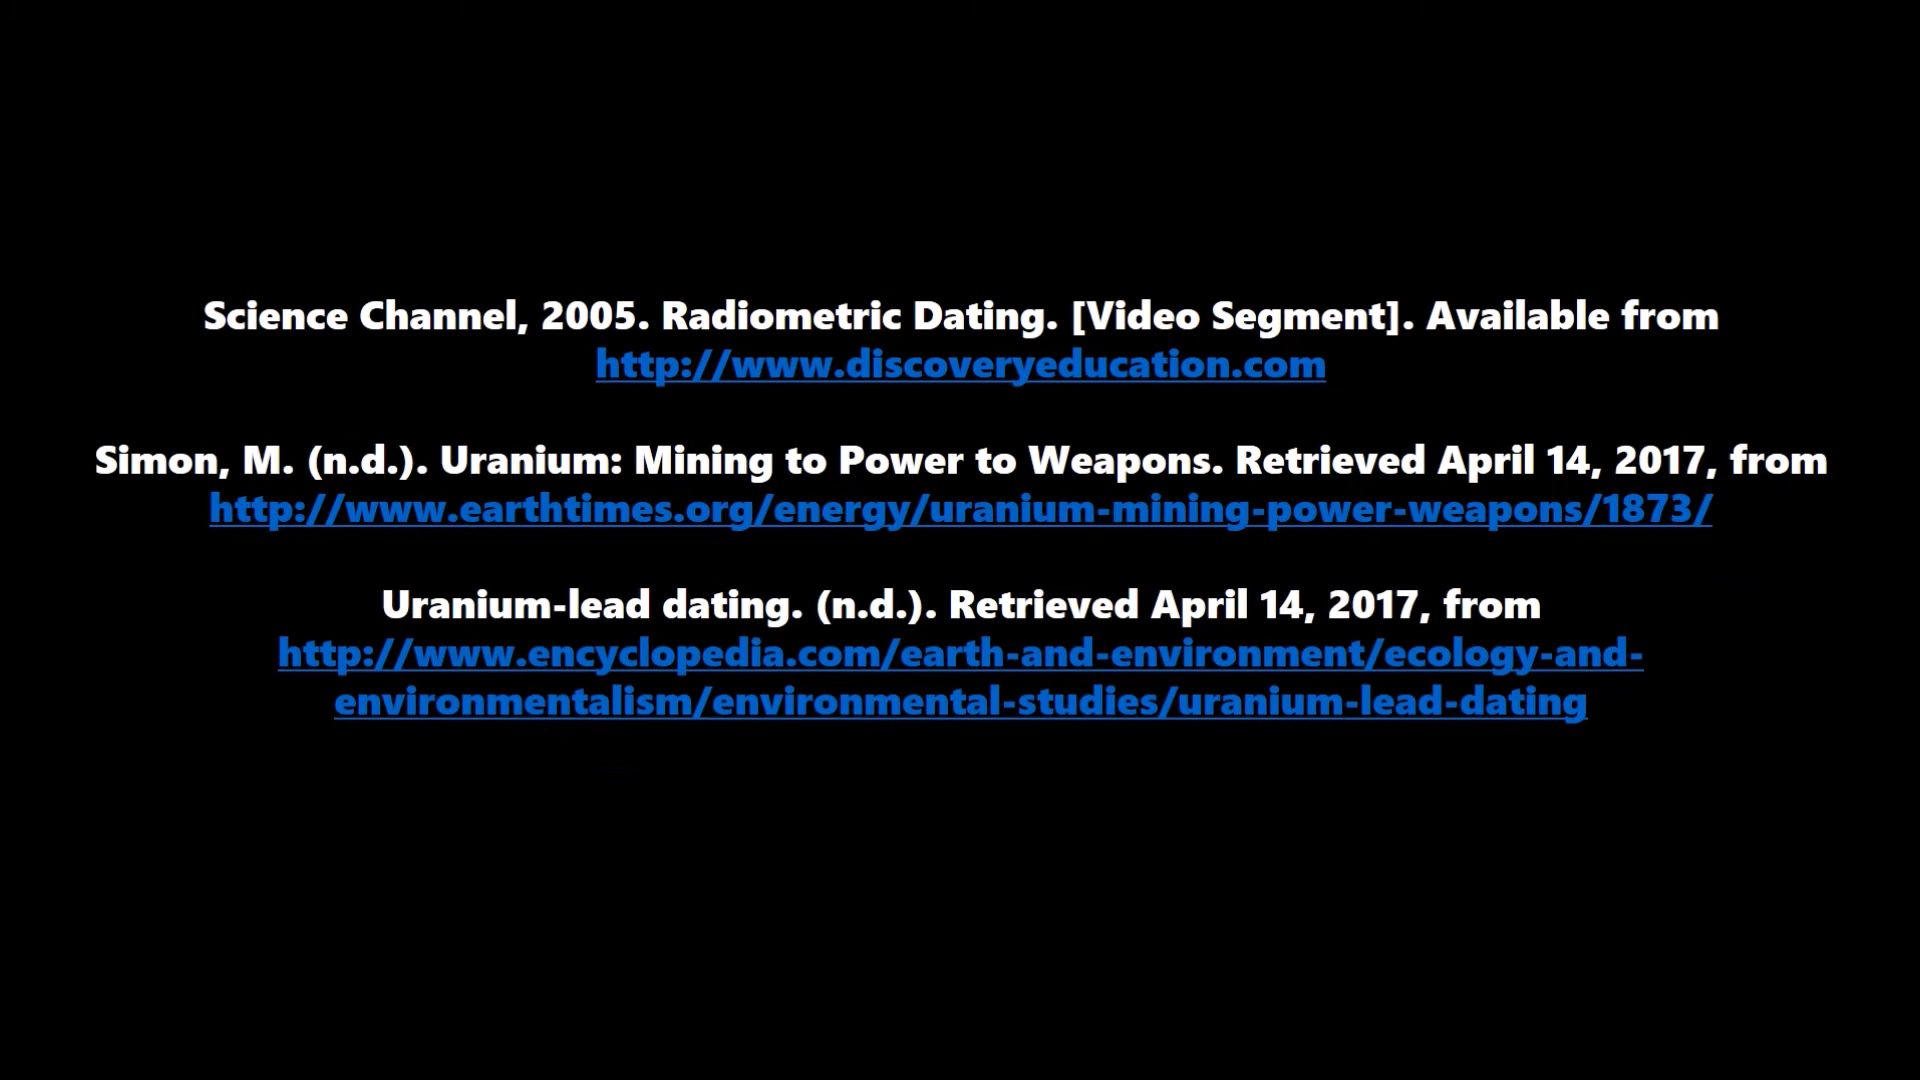 Science Channel, 2005. Radiometric Dating. [Video Segment]. Available from
http://www.discoveryeducation.com
Simon, M. (n.d.). Uranium: Mining to Power to Weapons. Retrieved April 14, 2017, from
http://www.earthtimes.org/energy/uranium-mining-power-weapons/1873/
Uranium-lead dating. (n.d.). Retrieved April 14, 2017, from
http://www.encyclopedia.com/earth-and-environment/ecology-and-
environmentalism/environmental-studies/uranium-lead-dating